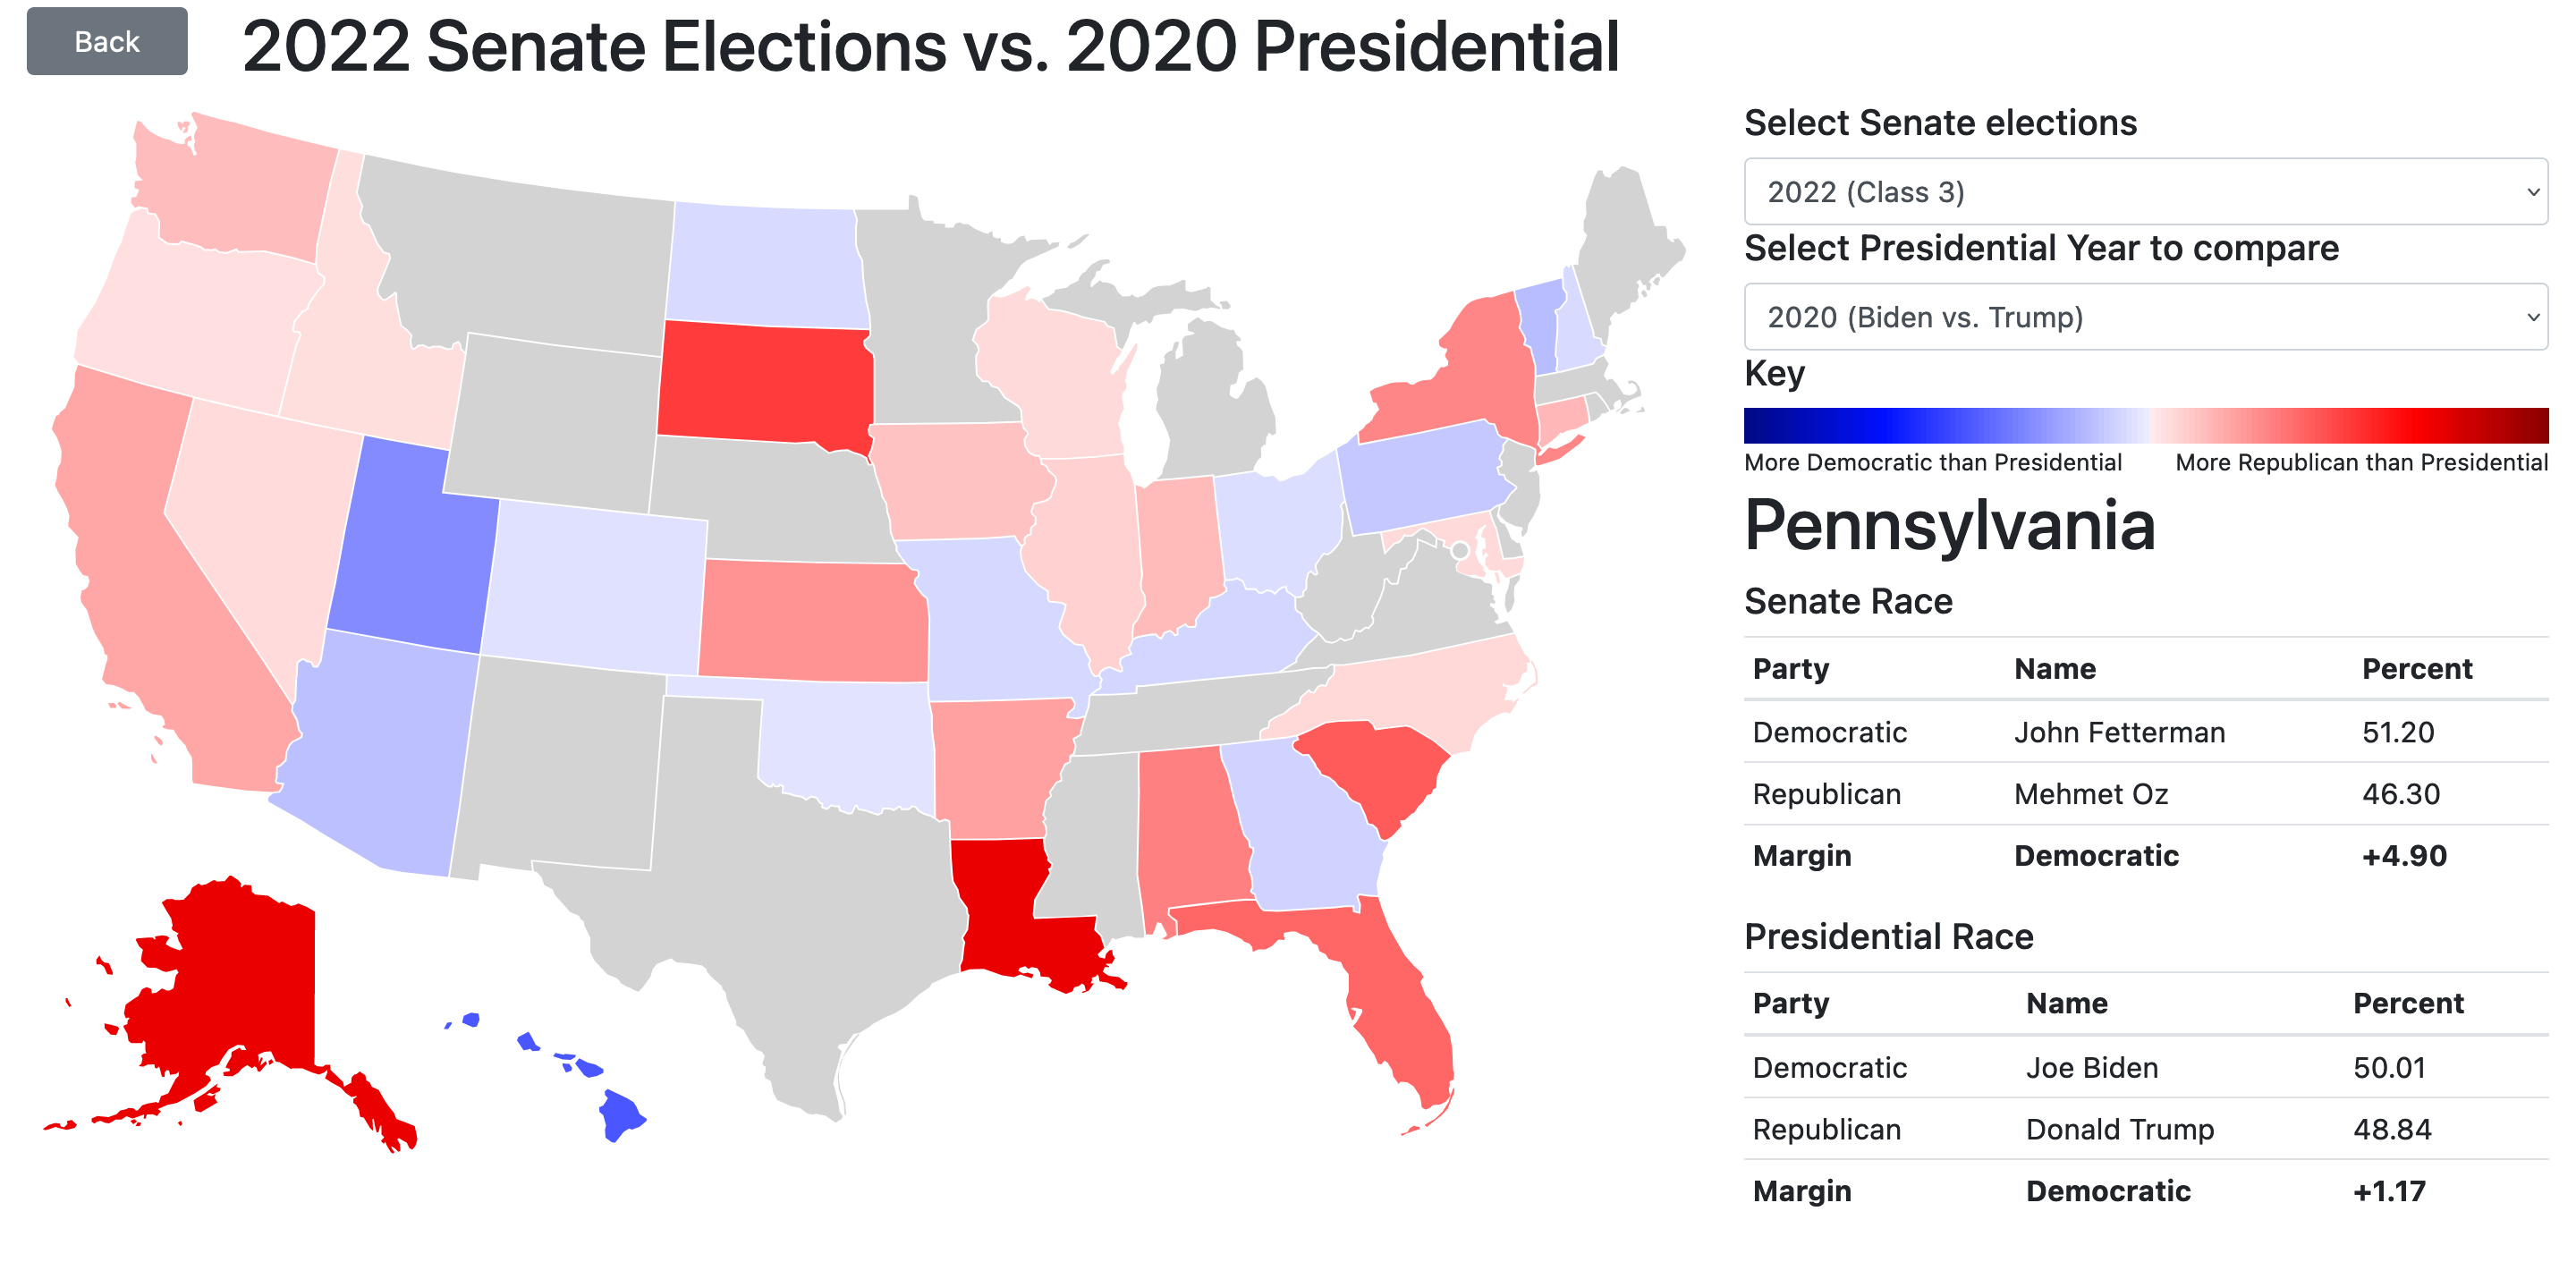 Back
2022 Senate Elections vs. 2020 Presidential
Select Senate elections
2022 (Class 3)
Select Presidential Year to compare
2020 (Biden vs. Trump)
Key
More Democratic than Presidential More Republican than Presidential
Pennsylvania
Senate Race
Party Name Percent
Democratic John Fetterman 51.20
Republican Mehmet Oz 46.30
Margin Democratic +4.90
Presidential Race
Party Name Percent
Democratic Joe Biden 50.01
Republican Donald Trump 48.84
Margin Democratic +1.17